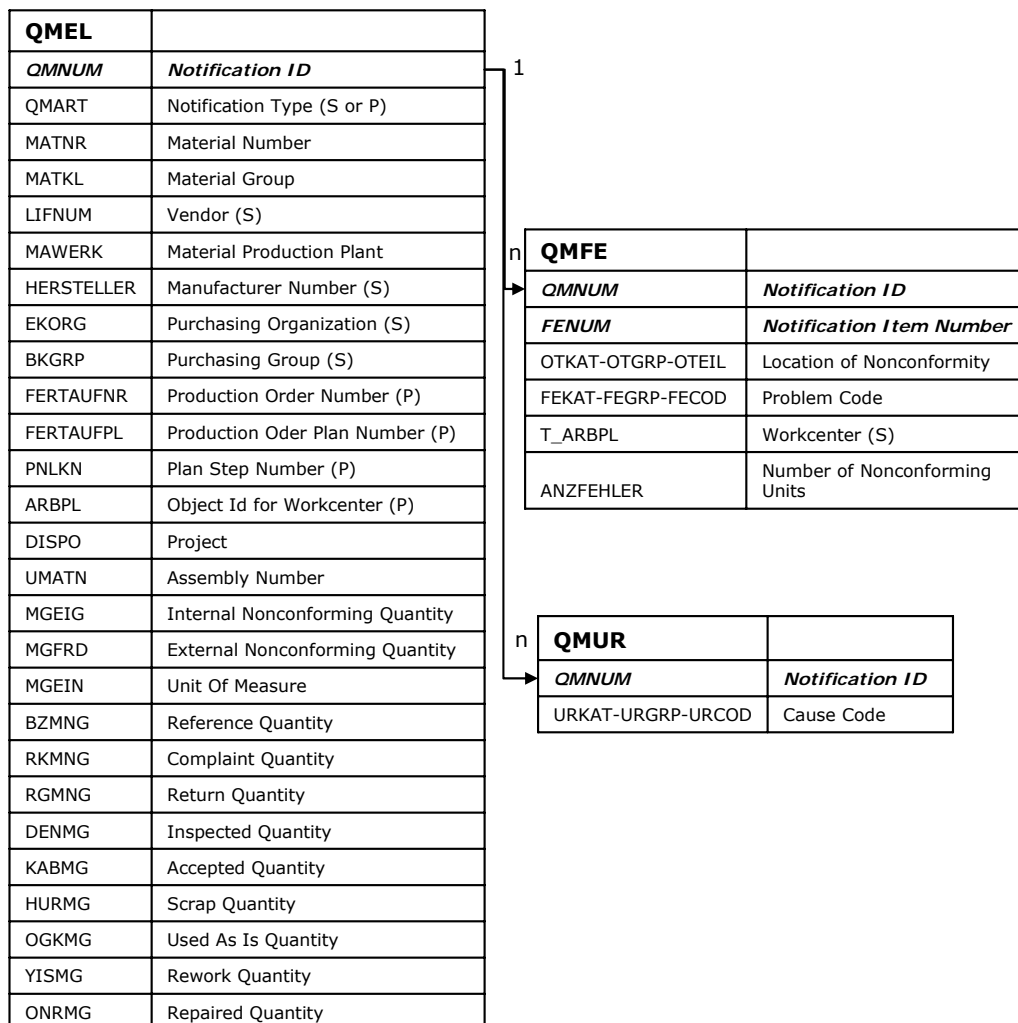 QMEL
QMNUM Notification ID
QMART Notification Type (S or P)
MATNR Material Number
MATKL Material Group
LIFNUM Vendor (S)
MAWERK Material Production Plant
HERSTELLER Manufacturer Number (S)
EKORG Purchasing Organization (S)
BKGRP Purchasing Group (S)
FERTAUFNR Production Order Number (P)
FERTAUFPL Production Oder Plan Number (P)
PNLKN Plan Step Number (P)
ARBPL Object Id for Workcenter (P)
DISPO Project
UMATN Assembly Number
MGEIG Internal Nonconforming Quantity
MGFRD External Nonconforming Quantity
MGEIN Unit Of Measure
BZMNG Reference Quantity
RKMNG Complaint Quantity
RGMNG Return Quantity
DENMG Inspected Quantity
KABMG Accepted Quantity
HURMG Scrap Quantity
OGKMG Used As Is Quantity
YISMG Rework Quantity
ONRMG Repaired Quantity
1
n
QMFE
QMNUM Notification ID
FENUM Notification Item Number
OTKAT-OTGRP-OTEIL Location of Nonconformity
FEKAT-FEGRP-FECOD Problem Code
T_ARBPL Workcenter (S)
ANZFEHLER Number of Nonconforming
Units
n
QMUR
QMNUM Notification ID
URKAT-URGRP-URCOD Cause Code